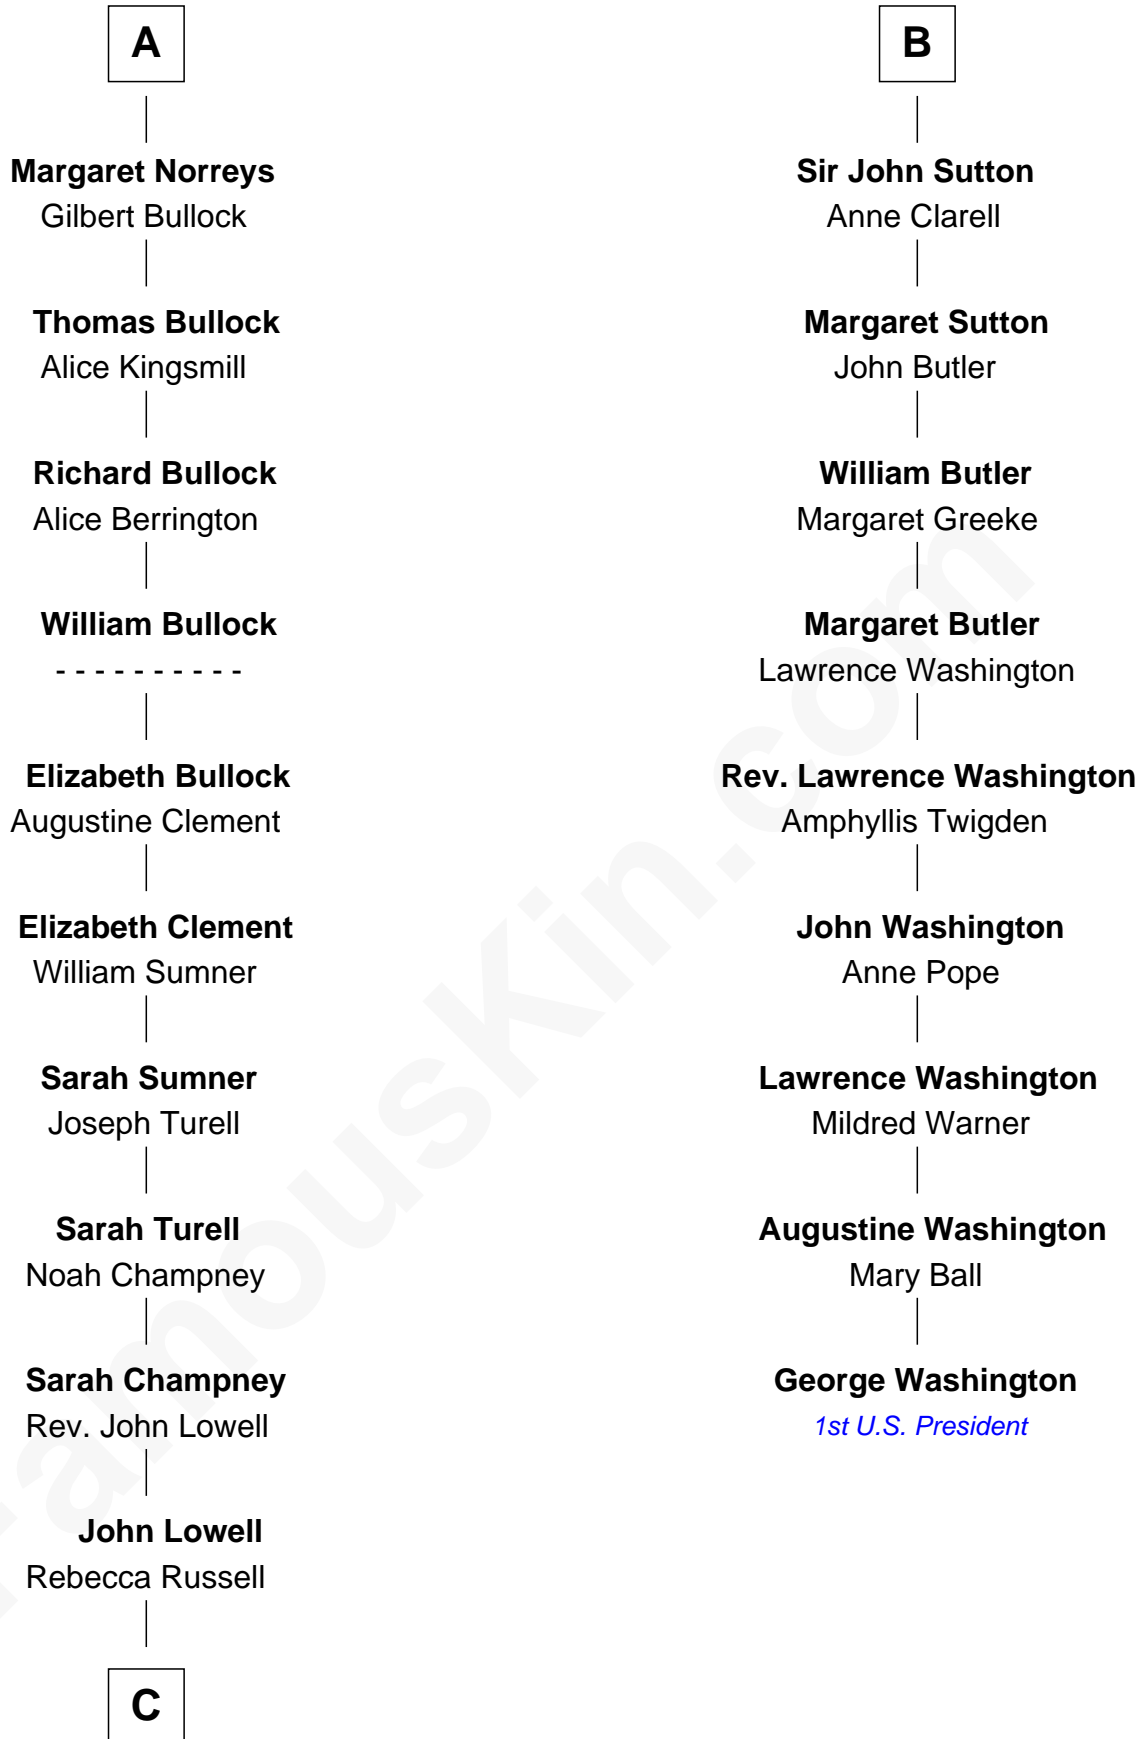 A
Margaret Norreys
Gilbert Bullock
Thomas Bullock
Alice Kingsmill
Richard Bullock
Alice Berrington
William Bullock
- - - - - - - - - -
Elizabeth Bullock
Augustine Clement
Elizabeth Clement
William Sumner
Sarah Sumner
Joseph Turell
Sarah Turell
Noah Champney
Sarah Champney
Rev. John Lowell
John Lowell
Rebecca Russell
C
B
Sir John Sutton
Anne Clarell
Margaret Sutton
John Butler
William Butler
Margaret Greeke
Margaret Butler
Lawrence Washington
Rev. Lawrence Washington
Amphyllis Twigden
John Washington
Anne Pope
Lawrence Washington
Mildred Warner
Augustine Washington
Mary Ball
George Washington
1st U.S. President
FamousKin.com